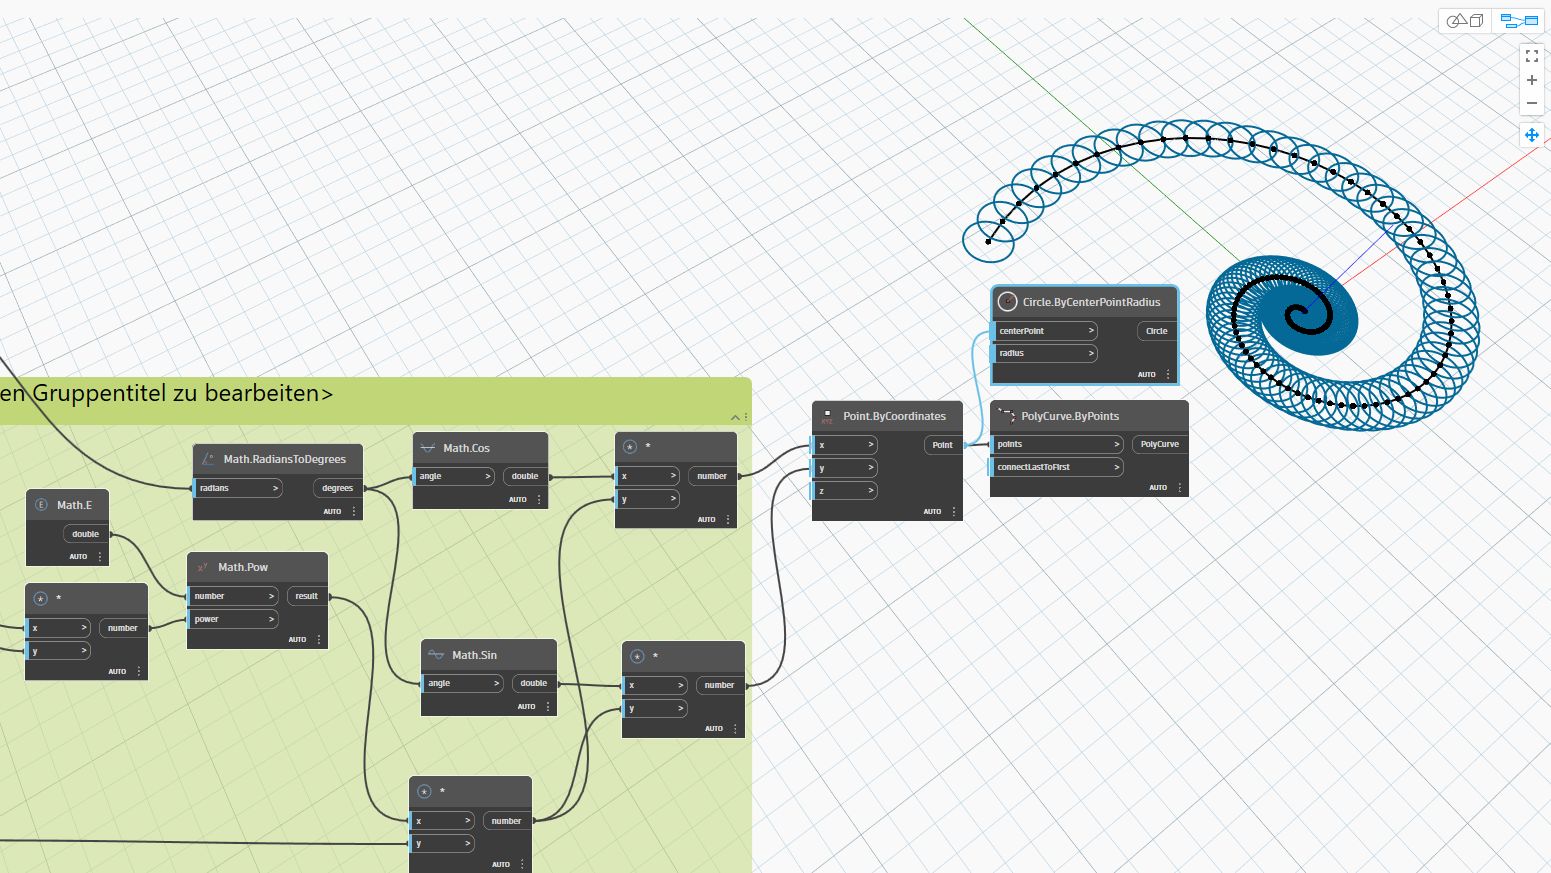 en Gruppentitel zu bearbeiten>
Circle.ByCenterPointRadius
centerPoint >
Circle
radius >
AUTO
Point.ByCoordinates
XYZ
x >
Point
y >
z >
AUTO
PolyCurve.ByPoints
points >
PolyCurve
connectLastToFirst >
AUTO
Math.RadiansToDegrees
radians >
degrees
AUTO
Math.Cos
angle >
double
AUTO
*
x >
number
y >
AUTO
E
Math.E
double
AUTO
xY
Math.Pow
number >
result
power >
AUTO
*
x >
number
y >
AUTO
Math.Sin
angle >
double
AUTO
*
x >
number
y >
AUTO
*
x >
number
y >
AUTO